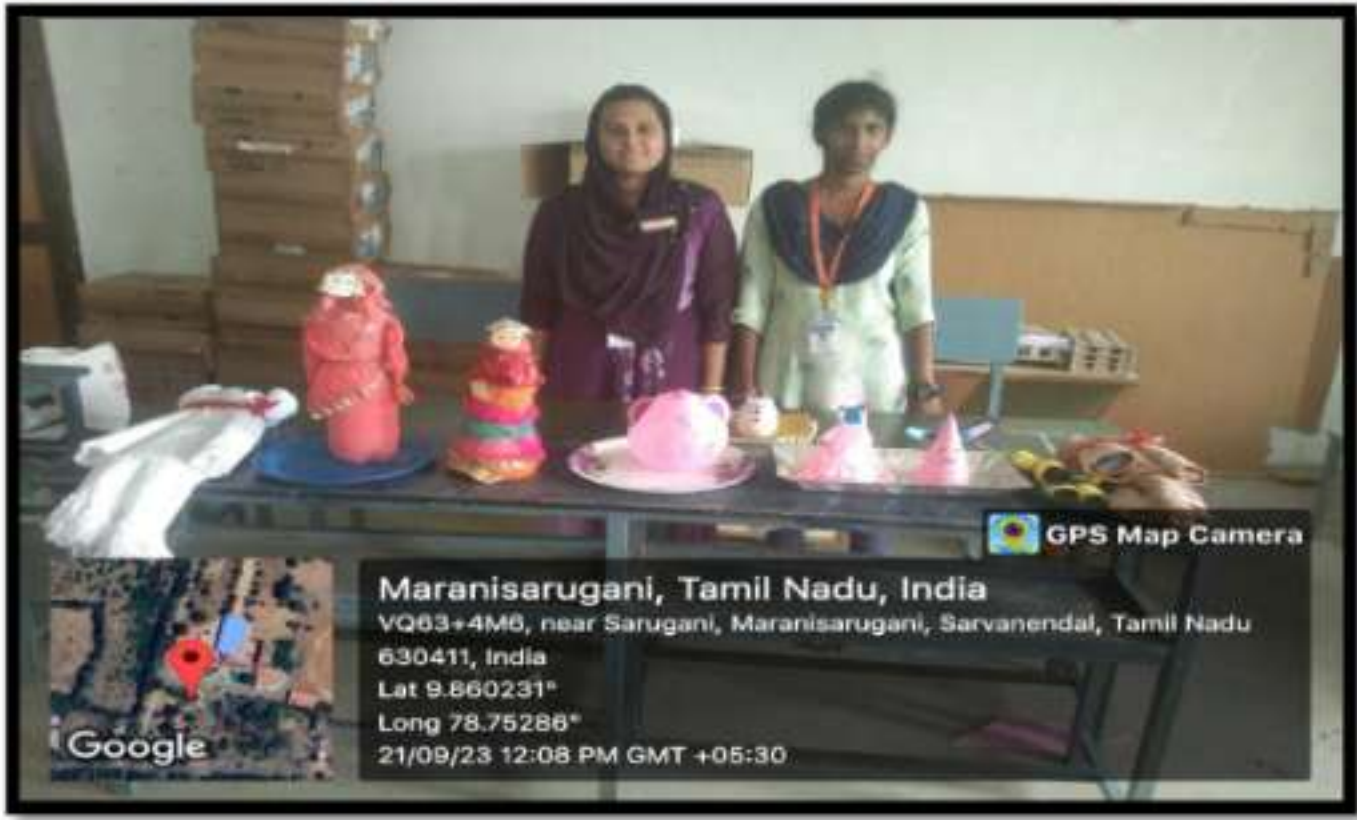 GPS Map Camera
Maranisarugani, Tamil Nadu, India
VQ63+4M6, near Sarugani, Maranisarugani, Sarvanendal, Tamil Nadu
630411, India
Lat 9.860231°
Long 78.75286°
21/09/23 12:08 PM GMT +05:30
Google